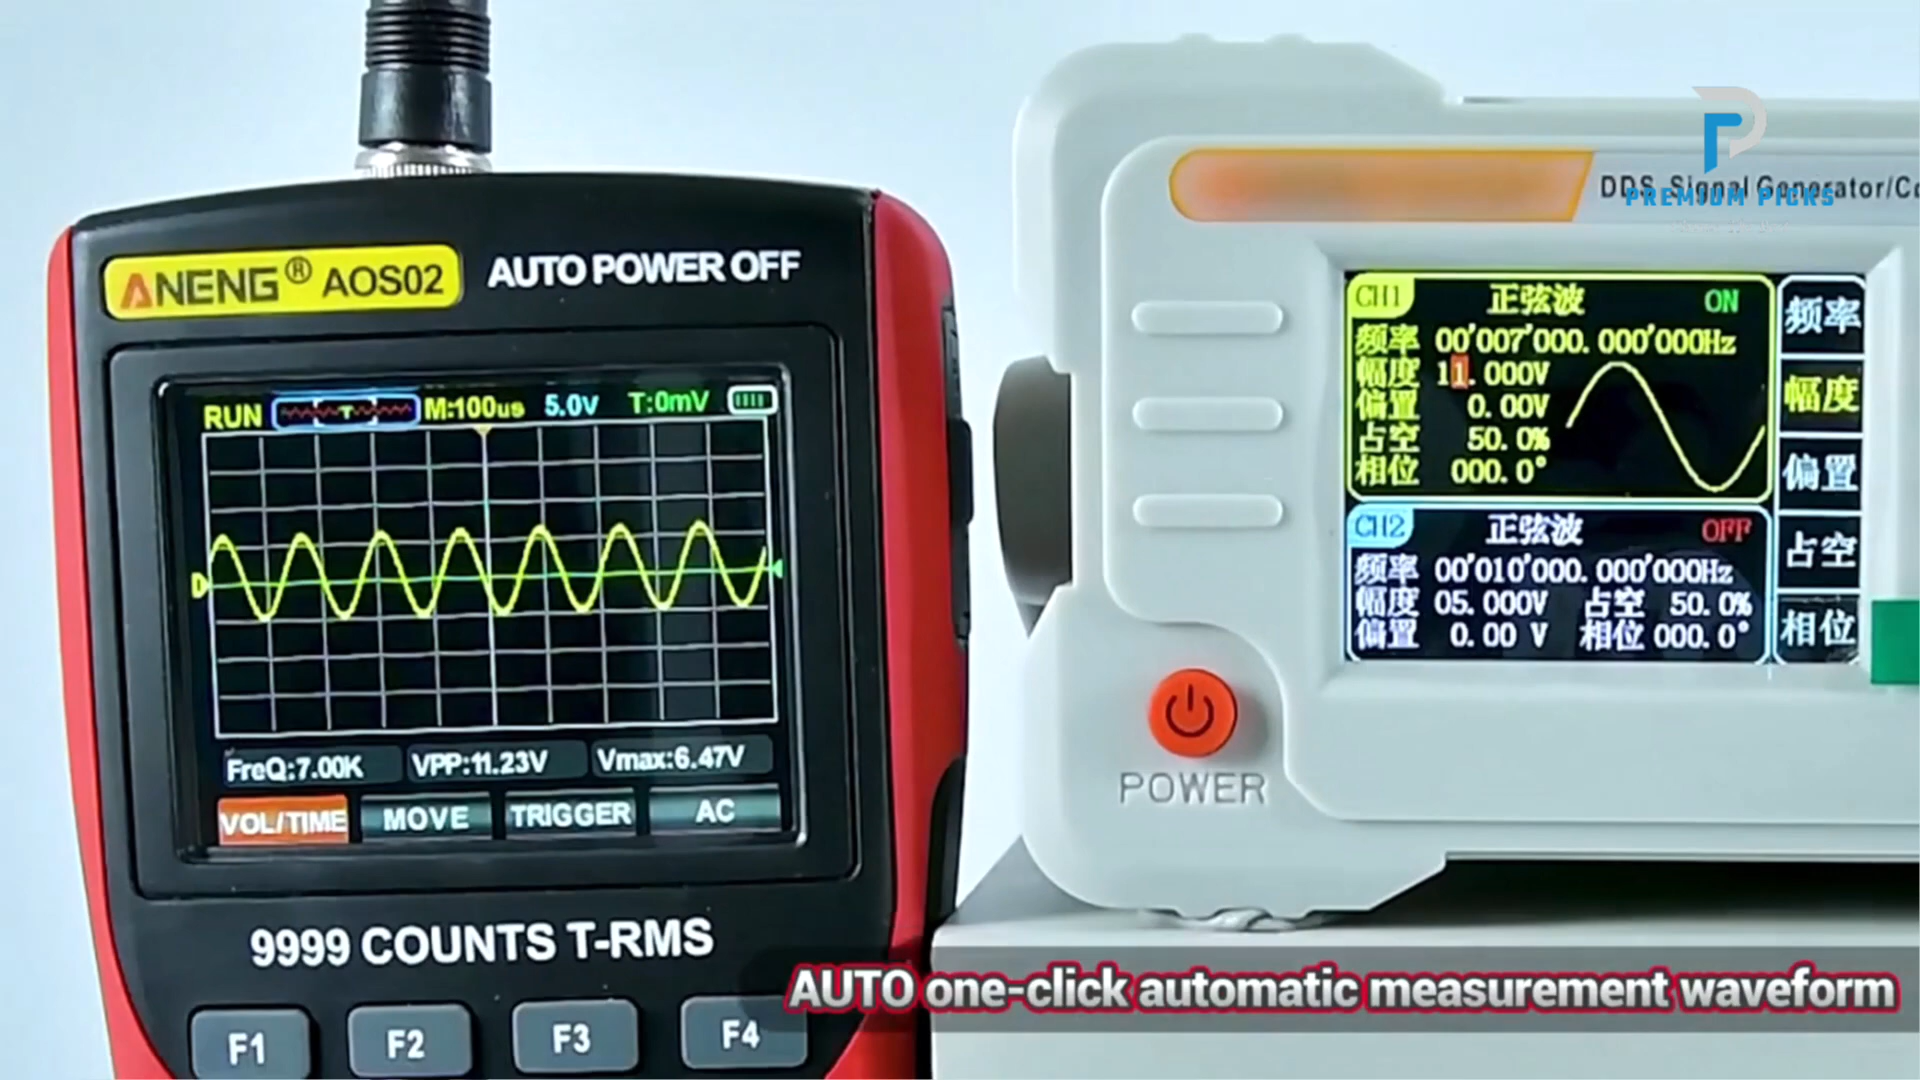 ANENG® AOS02
AUTO POWER OFF
RUN
T
M:100us
5.0V
T:0mV
FreQ:7.00K
VPP:11.23V
Vmax:6.47V
VOL/TIME
MOVE
TRIGGER
AC
9999 COUNTS T-RMS
F1
F2
F3
F4
PREMIUM PICKS
DDS Signal Generator/Co
CH1 正弦波 ON
频率 00'007'000.000'000Hz
幅度 11.000V
偏置 0.00V
占空 50.0%
相位 000.0°
CH2 正弦波 OFF
频率 00'010'000.000'000Hz
幅度 05.000V 占空 50.0%
偏置 0.00 V 相位 000.0°
频率
幅度
偏置
占空
相位
POWER
AUTO one-click automatic measurement waveform